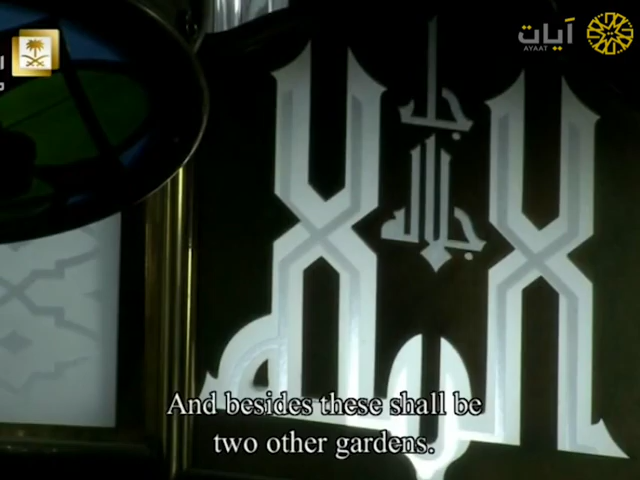 آيات
AYAAT
جل
جلاله
الله
And besides these shall be
two other gardens.